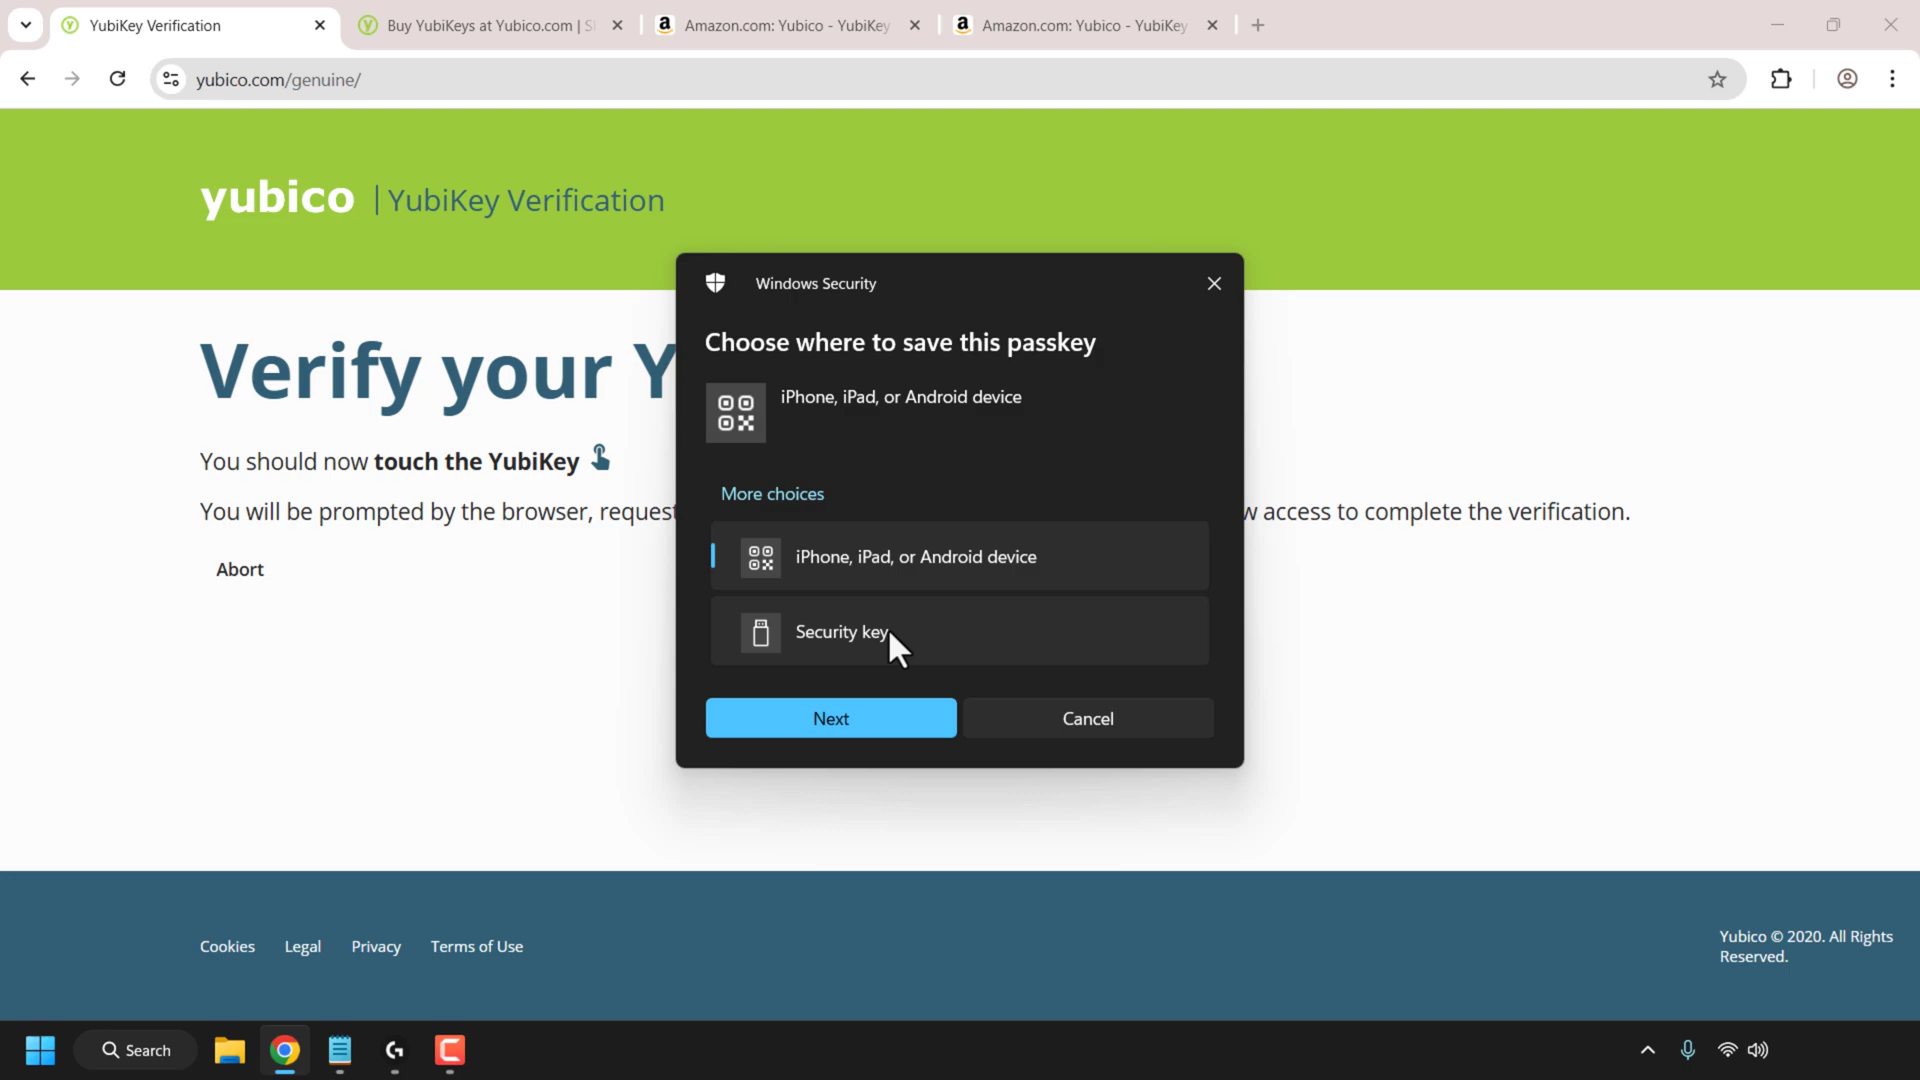 YubiKey Verification
Buy YubiKeys at Yubico.com | S
Amazon.com: Yubico - YubiKey
Amazon.com: Yubico - YubiKey
yubico.com/genuine/
yubico | YubiKey Verification
Windows Security
Choose where to save this passkey
iPhone, iPad, or Android device
More choices
iPhone, iPad, or Android device
Security key
Next
Cancel
Verify your Y
You should now touch the YubiKey
You will be prompted by the browser, request
w access to complete the verification.
Abort
Cookies
Legal
Privacy
Terms of Use
Yubico © 2020. All Rights
Reserved.
Search